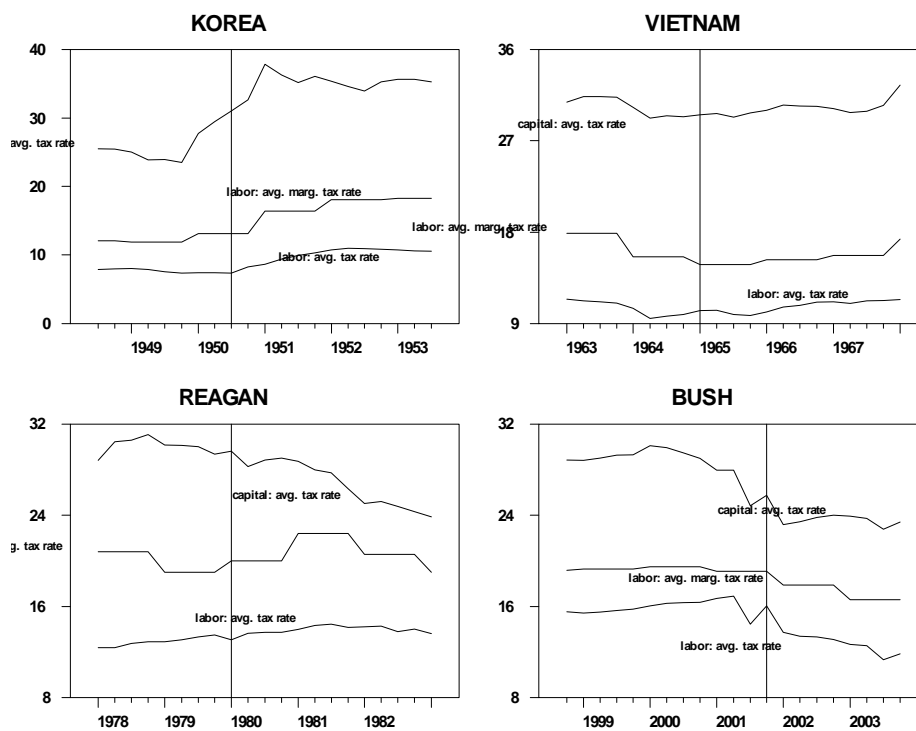 KOREA
40
30
20
10
0
avg. tax rate
labor: avg. marg. tax rate
labor: avg. tax rate
1949 1950 1951 1952 1953
VIETNAM
36
27
18
9
capital: avg. tax rate
labor: avg. marg. tax rate
labor: avg. tax rate
1963 1964 1965 1966 1967
REAGAN
32
24
16
8
capital: avg. tax rate
g. tax rate
labor: avg. tax rate
1978 1979 1980 1981 1982
BUSH
32
24
16
8
capital: avg. tax rate
labor: avg. marg. tax rate
labor: avg. tax rate
1999 2000 2001 2002 2003